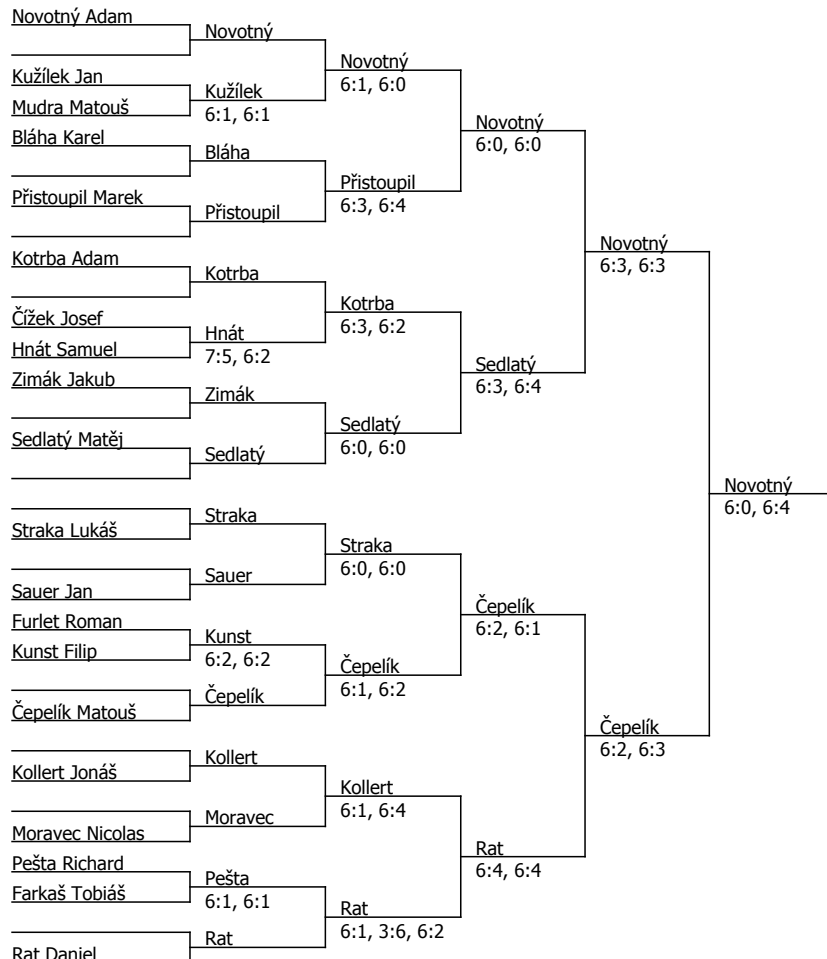 Novotný Adam
Novotný
Novotný
6:1, 6:0
Kužílek Jan
Kužílek
6:1, 6:1
Mudra Matouš
Novotný
6:0, 6:0
Bláha Karel
Bláha
Přistoupil
6:3, 6:4
Přistoupil Marek
Přistoupil
Novotný
6:3, 6:3
Kotrba Adam
Kotrba
Kotrba
6:3, 6:2
Čížek Josef
Hnát
7:5, 6:2
Hnát Samuel
Sedlatý
6:3, 6:4
Zimák Jakub
Zimák
Sedlatý
6:0, 6:0
Sedlatý Matěj
Sedlatý
Novotný
6:0, 6:4
Straka
Straka Lukáš
Straka
6:0, 6:0
Sauer
Sauer Jan
Čepelík
6:2, 6:1
Furlet Roman
Kunst
6:2, 6:2
Kunst Filip
Čepelík
6:1, 6:2
Čepelík
Čepelík Matouš
Čepelík
6:2, 6:3
Kollert
Kollert Jonáš
Kollert
6:1, 6:4
Moravec
Moravec Nicolas
Rat
6:4, 6:4
Pešta Richard
Pešta
6:1, 6:1
Farkaš Tobiáš
Rat
6:1, 3:6, 6:2
Rat
Rat Daniel